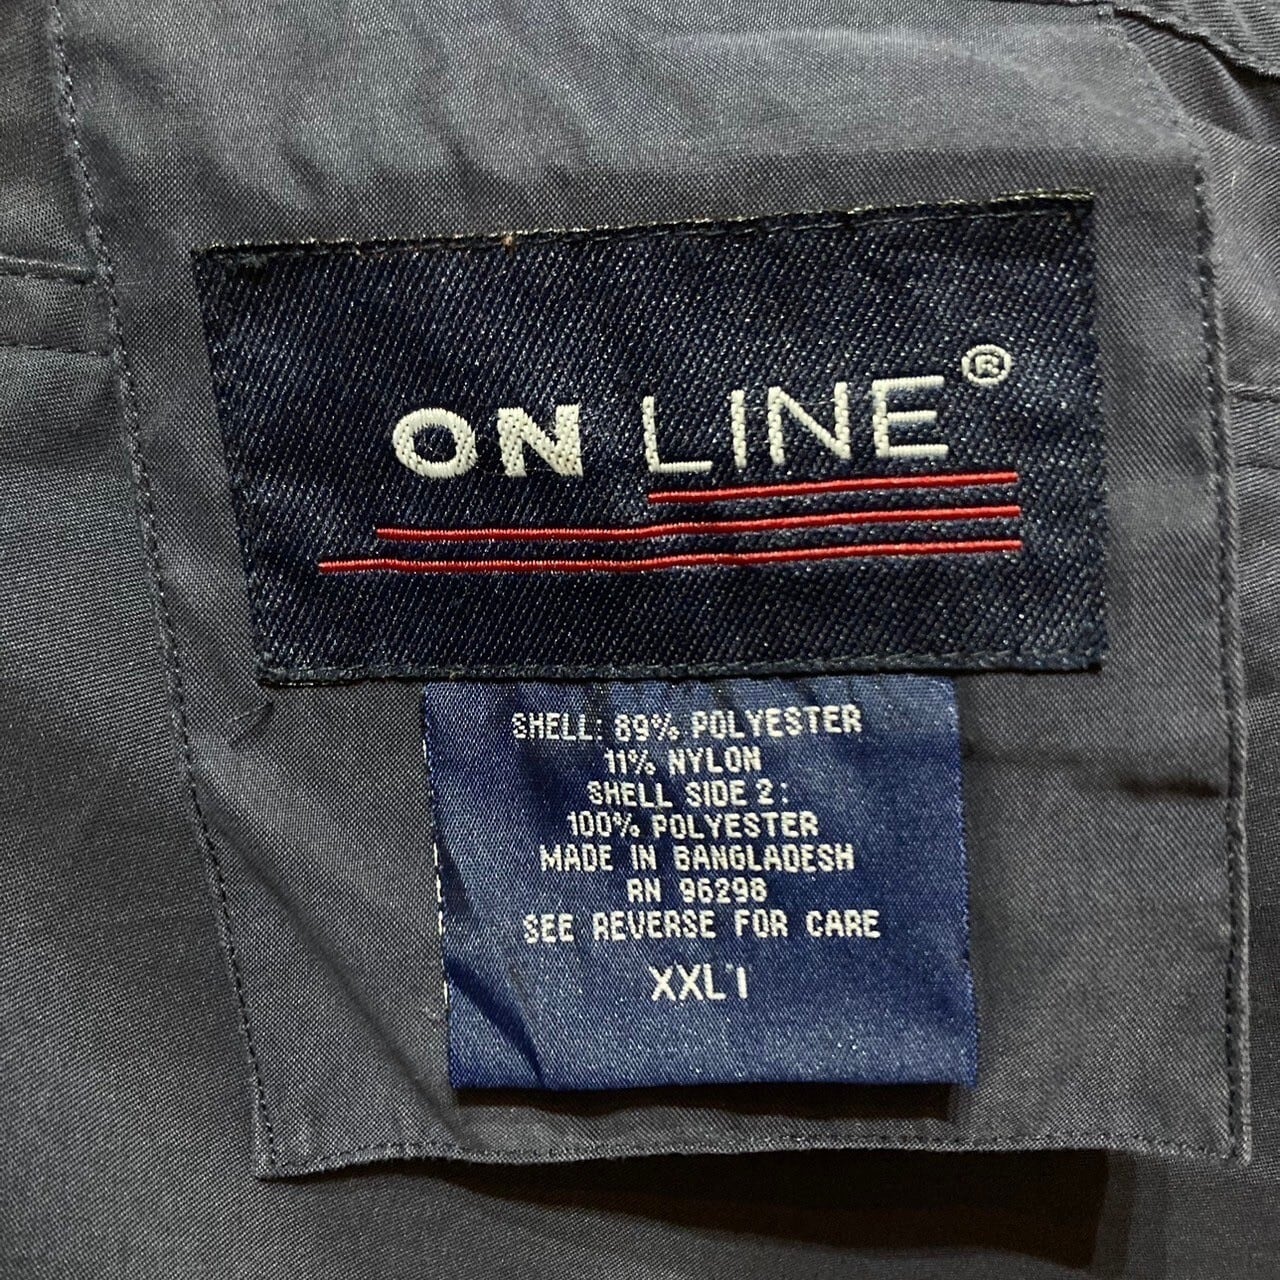 ON LINE®
SHELL: 89% POLYESTER
11% NYLON
SHELL SIDE 2:
100% POLYESTER
MADE IN BANGLADESH
RN 96298
SEE REVERSE FOR CARE
XXL'I